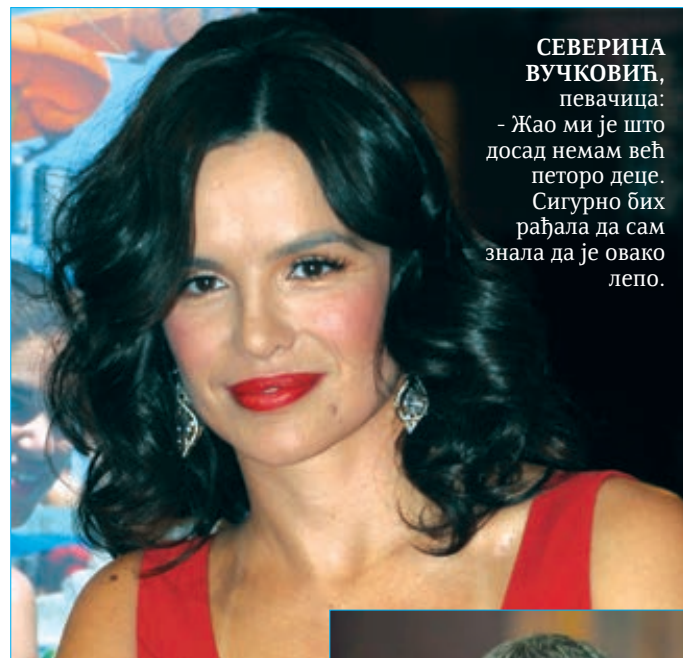 СЕВЕРИНА
ВУЧКОВИЋ,
певачица:
- Жао ми је што
досад немам већ
петоро деце.
Сигурно бих
рађала да сам
знала да је овако
лепо.